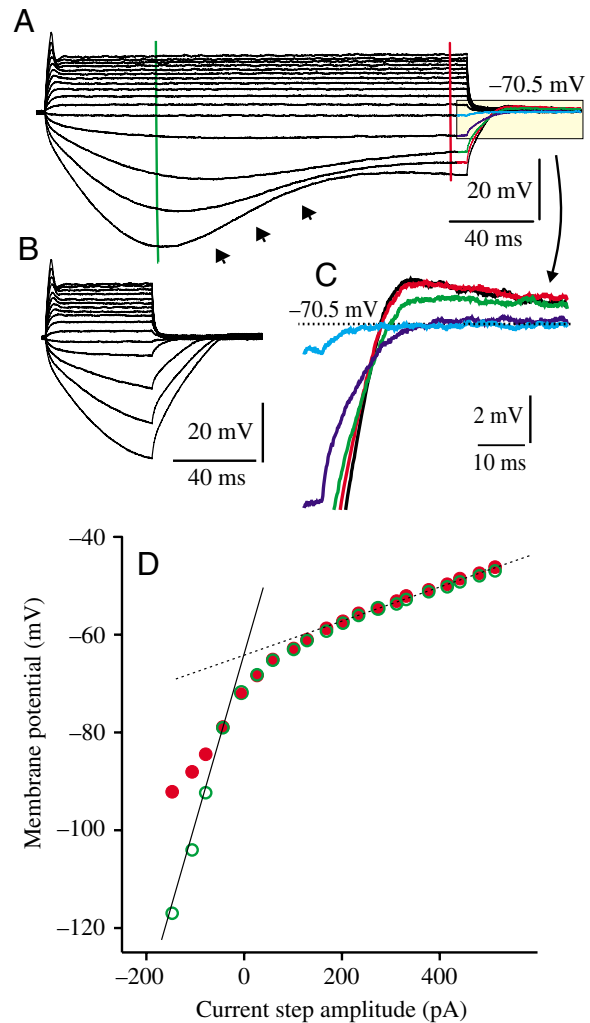 A
−70.5 mV
20 mV
40 ms
B
C
−70.5 mV
20 mV
40 ms
2 mV
10 ms
D
−40
−60
−80
−100
−120
Membrane potential (mV)
−200
0
200
400
Current step amplitude (pA)